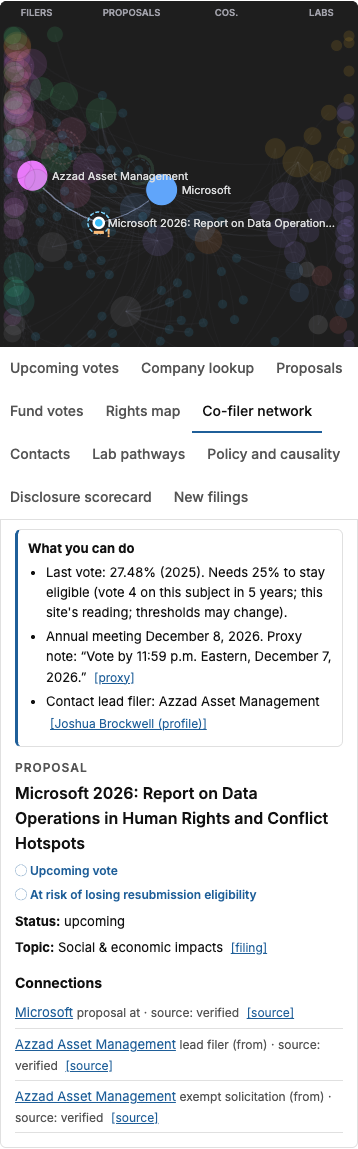 FILERS PROPOSALS COS. LABS
Azzad Asset Management
Microsoft
Microsoft 2026: Report on Data Operation...
Upcoming votes Company lookup Proposals
Fund votes Rights map Co-filer network
Contacts Lab pathways Policy and causality
Disclosure scorecard New filings
What you can do
• Last vote: 27.48% (2025). Needs 25% to stay
eligible (vote 4 on this subject in 5 years; this
site's reading; thresholds may change).
• Annual meeting December 8, 2026. Proxy
note: “Vote by 11:59 p.m. Eastern, December 7,
2026.” [proxy]
• Contact lead filer: Azzad Asset Management
[Joshua Brockwell (profile)]
PROPOSAL
Microsoft 2026: Report on Data
Operations in Human Rights and Conflict
Hotspots
Upcoming vote
At risk of losing resubmission eligibility
Status: upcoming
Topic: Social & economic impacts [filing]
Connections
Microsoft proposal at · source: verified [source]
Azzad Asset Management lead filer (from) · source:
verified [source]
Azzad Asset Management exempt solicitation (from) ·
source: verified [source]